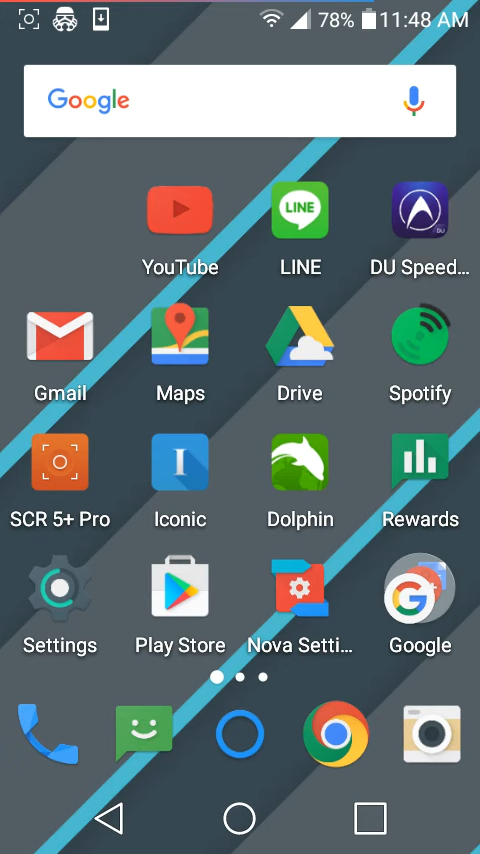 78% 11:48 AM
Google
LINE
DU
YouTube LINE DU Speed...
Gmail Maps Drive Spotify
I
SCR 5+ Pro Iconic Dolphin Rewards
G
Settings Play Store Nova Setti... Google